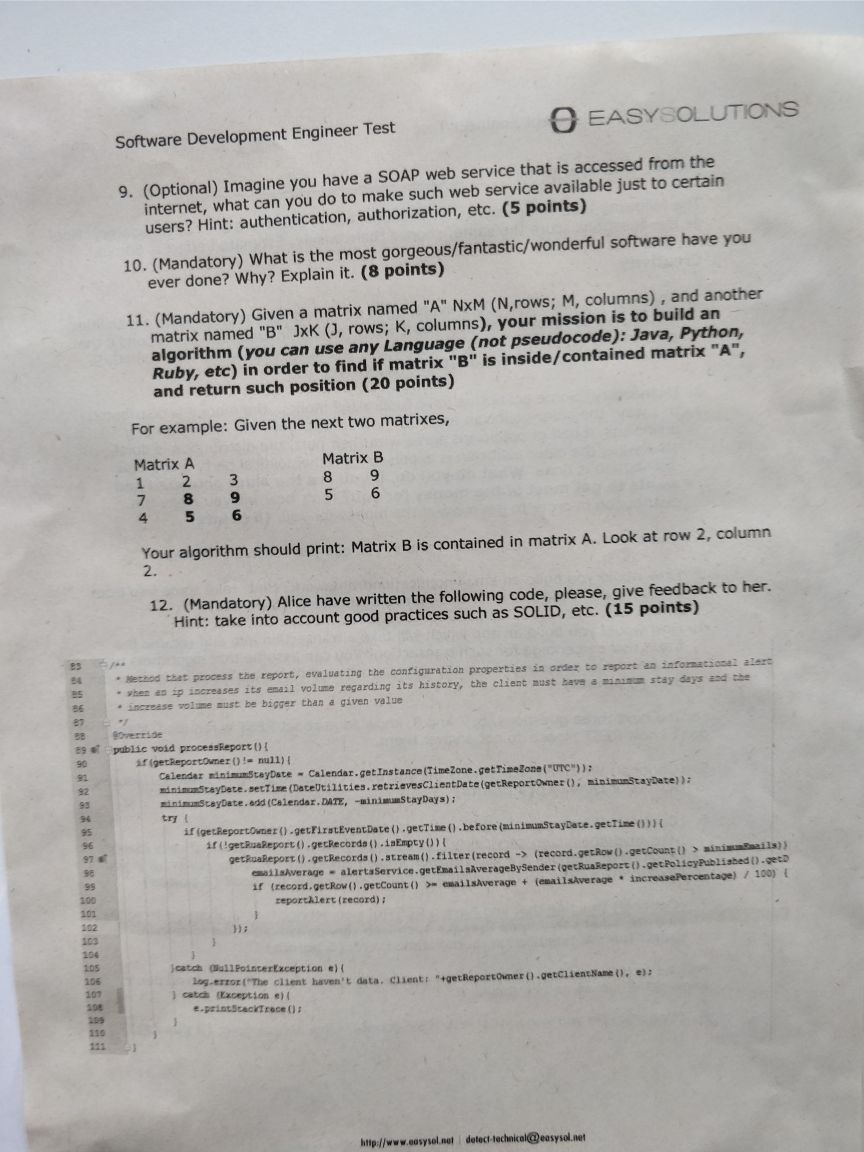 Software Development Engineer Test
EASYSOLUTIONS
9. (Optional) Imagine you have a SOAP web service that is accessed from the
internet, what can you do to make such web service available just to certain
users? Hint: authentication, authorization, etc. (5 points)
10. (Mandatory) What is the most gorgeous/fantastic/wonderful software have you
ever done? Why? Explain it. (8 points)
11. (Mandatory) Given a matrix named "A" NxM (N,rows; M, columns) , and another
matrix named "B" JxK (J, rows; K, columns), your mission is to build an
algorithm (you can use any Language (not pseudocode): Java, Python,
Ruby, etc) in order to find if matrix "B" is inside/contained matrix "A",
and return such position (20 points)
For example: Given the next two matrixes,
Matrix A Matrix B
1 2 3 8 9
7 8 9 5 6
4 5 6
Your algorithm should print: Matrix B is contained in matrix A. Look at row 2, column
2.
12. (Mandatory) Alice have written the following code, please, give feedback to her.
Hint: take into account good practices such as SOLID, etc. (15 points)
83 /**
84 * Method that process the report, evaluating the configuration properties in order to report an informational alert
85 * when an ip increases its email volume regarding its history, the client must have a minimum stay days and the
86 * increase volume must be bigger than a given value
87 */
88 @Override
89 public void processReport(){
90 if(getReportOwner()!= null){
91 Calendar minimumStayDate = Calendar.getInstance(TimeZone.getTimeZone("UTC"));
92 minimumStayDate.setTime(DateUtilities.retrievesClientDate(getReportOwner(), minimumStayDate));
93 minimumStayDate.add(Calendar.DATE, -minimumStayDays);
94 try {
95 if(getReportOwner().getFirstEventDate().getTime().before(minimumStayDate.getTime())){
96 if(!getRuaReport().getRecords().isEmpty()){
97 getRuaReport().getRecords().stream().filter(record -> (record.getRow().getCount() > minimumEmails))
98 emailsAverage = alertsService.getEmailsAverageBySender(getRuaReport().getPolicyPublished().getD
99 if (record.getRow().getCount() >= emailsAverage + (emailsAverage * increasePercentage) / 100) {
100 reportAlert(record);
101 }
102 });
103 }
104 }
105 }catch (NullPointerException e){
106 log.error("The client haven't data. Client: "+getReportOwner().getClientName(), e);
107 } catch (Exception e){
108 e.printStackTrace();
109 }
110 }
111 }
http://www.easysol.net | detect-technical@easysol.net